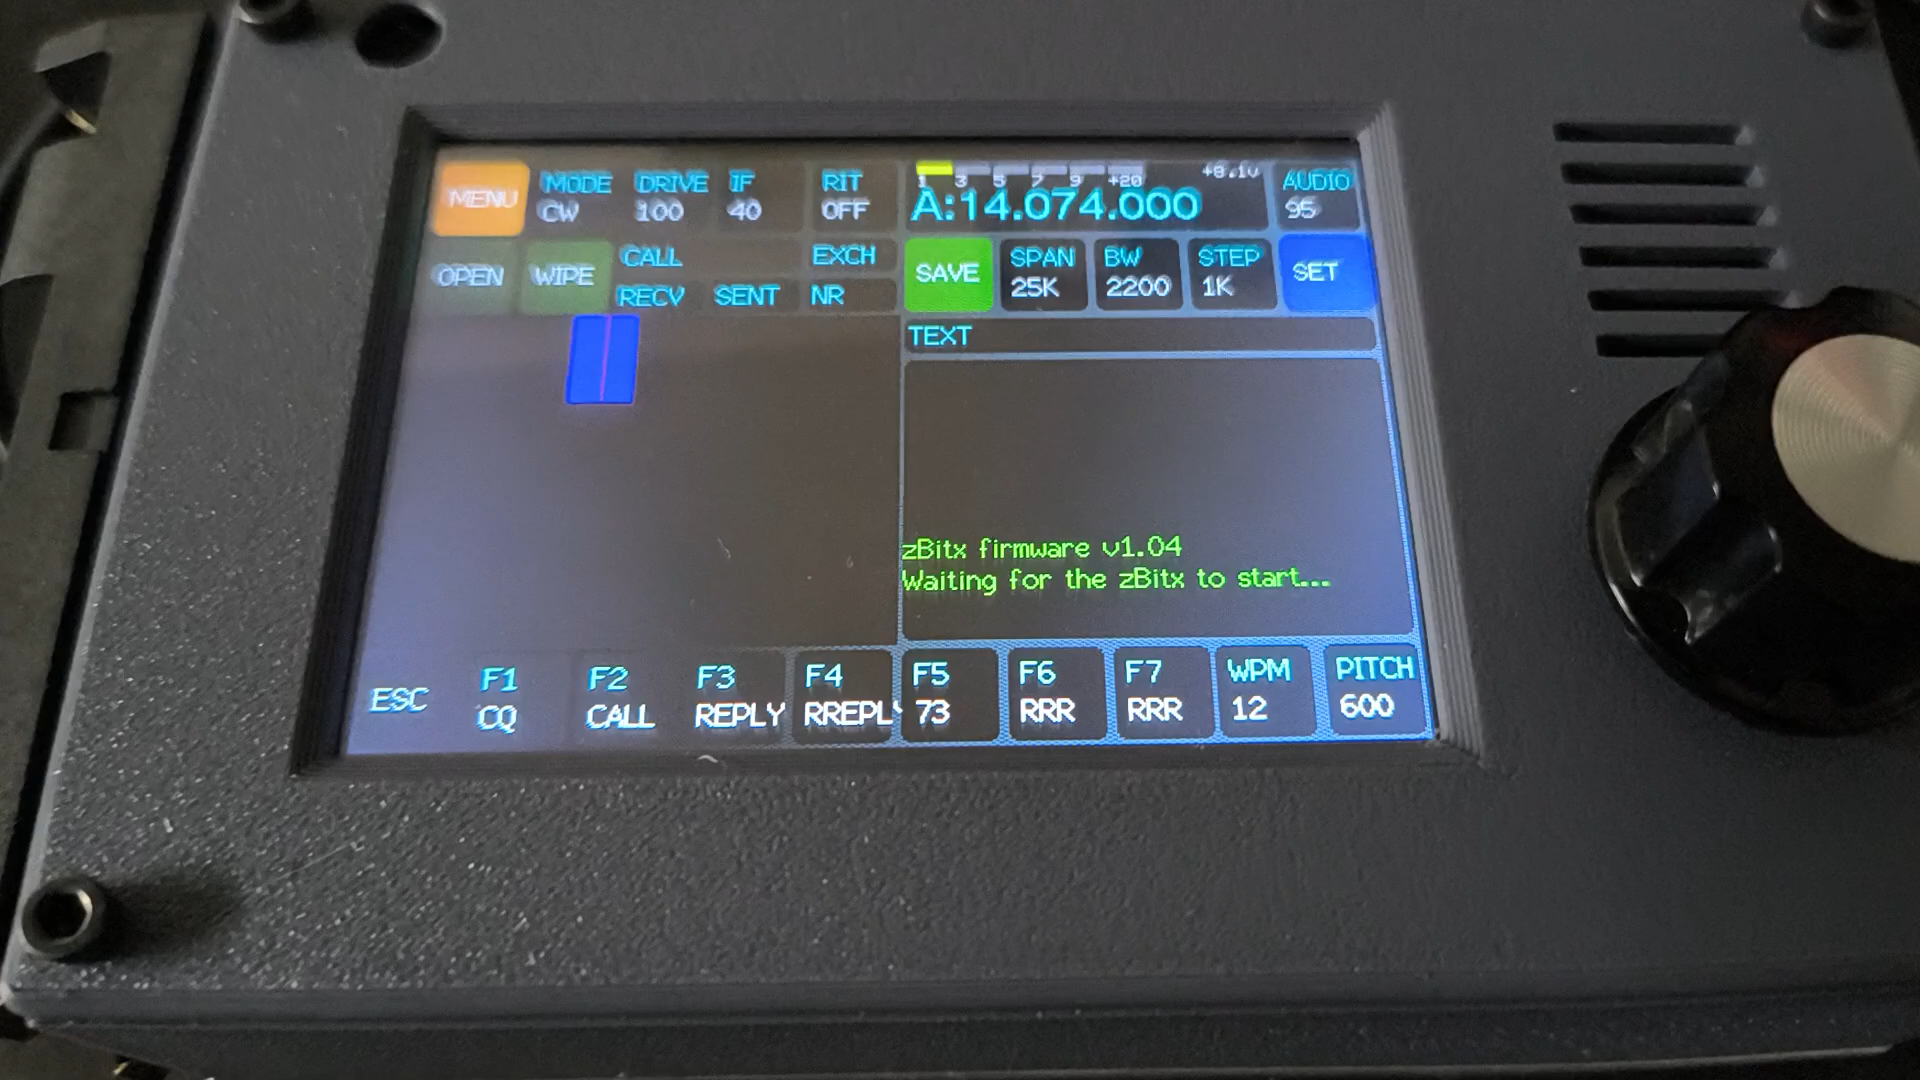 MENU MODE DRIVE IF RIT 1 3 5 7 9 +20 AUDIO
CW 100 40 OFF A:14.074.000 95
OPEN WIPE CALL EXCH SAVE SPAN BW STEP SET
25K 2200 1K
RECV SENT NR
TEXT
zBitx firmware v1.04
Waiting for the zBitx to start...
ESC F1 F2 F3 F4 F5 F6 F7 WPM PITCH
CQ CALL REPLY RREPL 73 RRR RRR 12 600